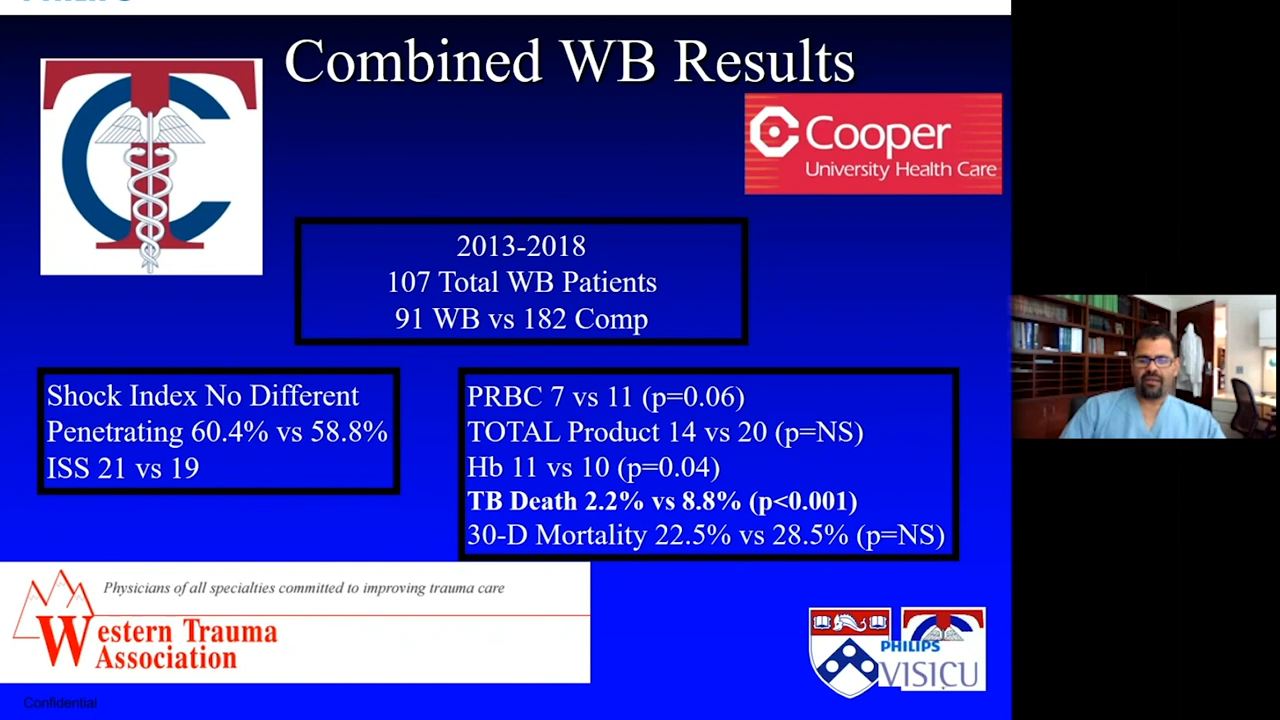 Combined WB Results
Cooper
University Health Care
2013-2018
107 Total WB Patients
91 WB vs 182 Comp
Shock Index No Different
Penetrating 60.4% vs 58.8%
ISS 21 vs 19
PRBC 7 vs 11 (p=0.06)
TOTAL Product 14 vs 20 (p=NS)
Hb 11 vs 10 (p=0.04)
TB Death 2.2% vs 8.8% (p<0.001)
30-D Mortality 22.5% vs 28.5% (p=NS)
Physicians of all specialties committed to improving trauma care
Western Trauma
Association
PHILIPS
VISICU
Confidential